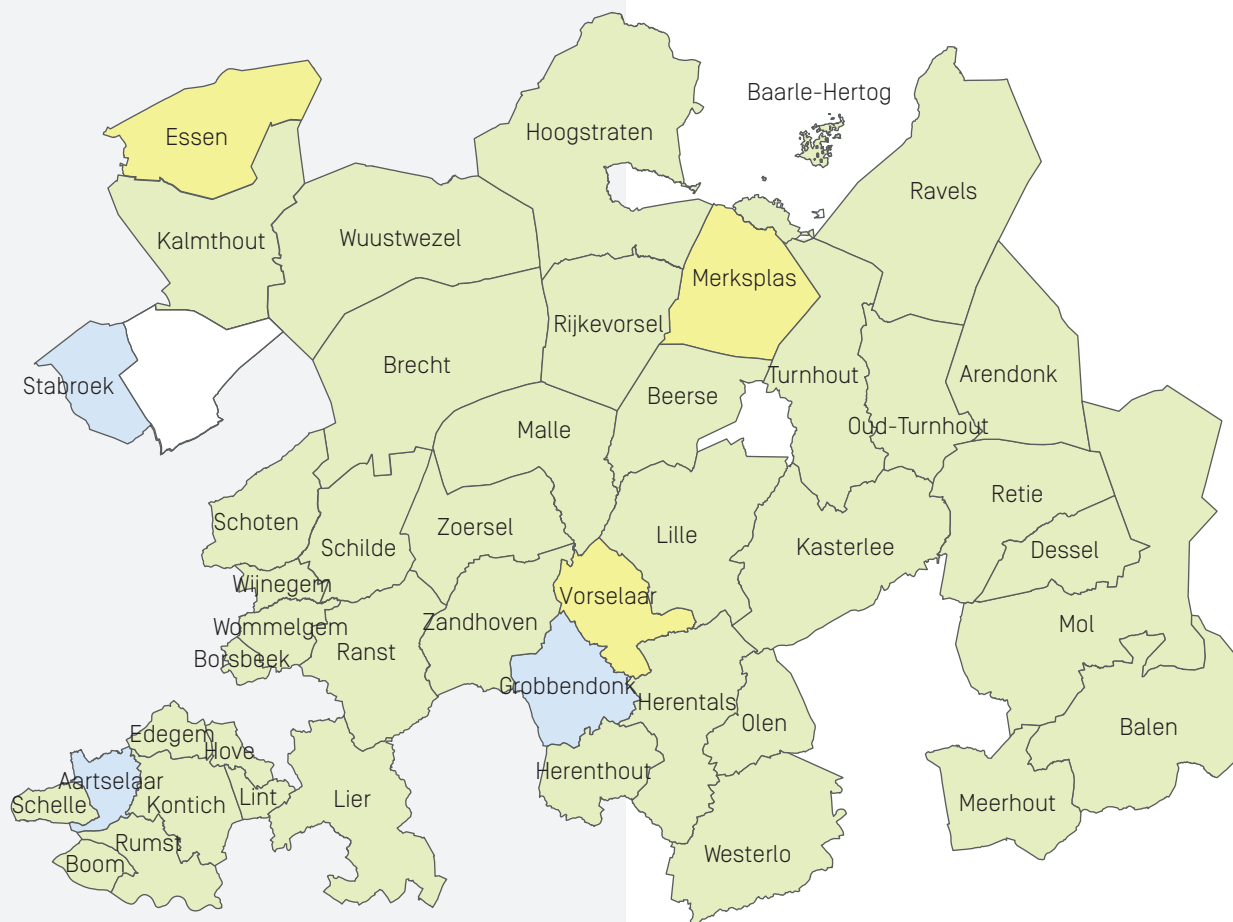 Baarle-Hertog
Essen
Hoogstraten
Ravels
Kalmthout
Wuustwezel
Merksplas
Rijkevorsel
Brecht
Stabroek
Turnhout
Arendonk
Beerse
Malle
Oud-Turnhout
Retie
Schoten
Zoersel
Schilde
Lille
Kasterlee
Dessel
Wijnegem
Vorselaar
Wommelgem
Zandhoven
Mol
Borsbeek
Ranst
Grobbendonk
Herentals
Olen
Balen
Edegem
Hove
Aartselaar
Herenthout
Schelle
Kontich
Lint
Lier
Meerhout
Rumst
Boom
Westerlo